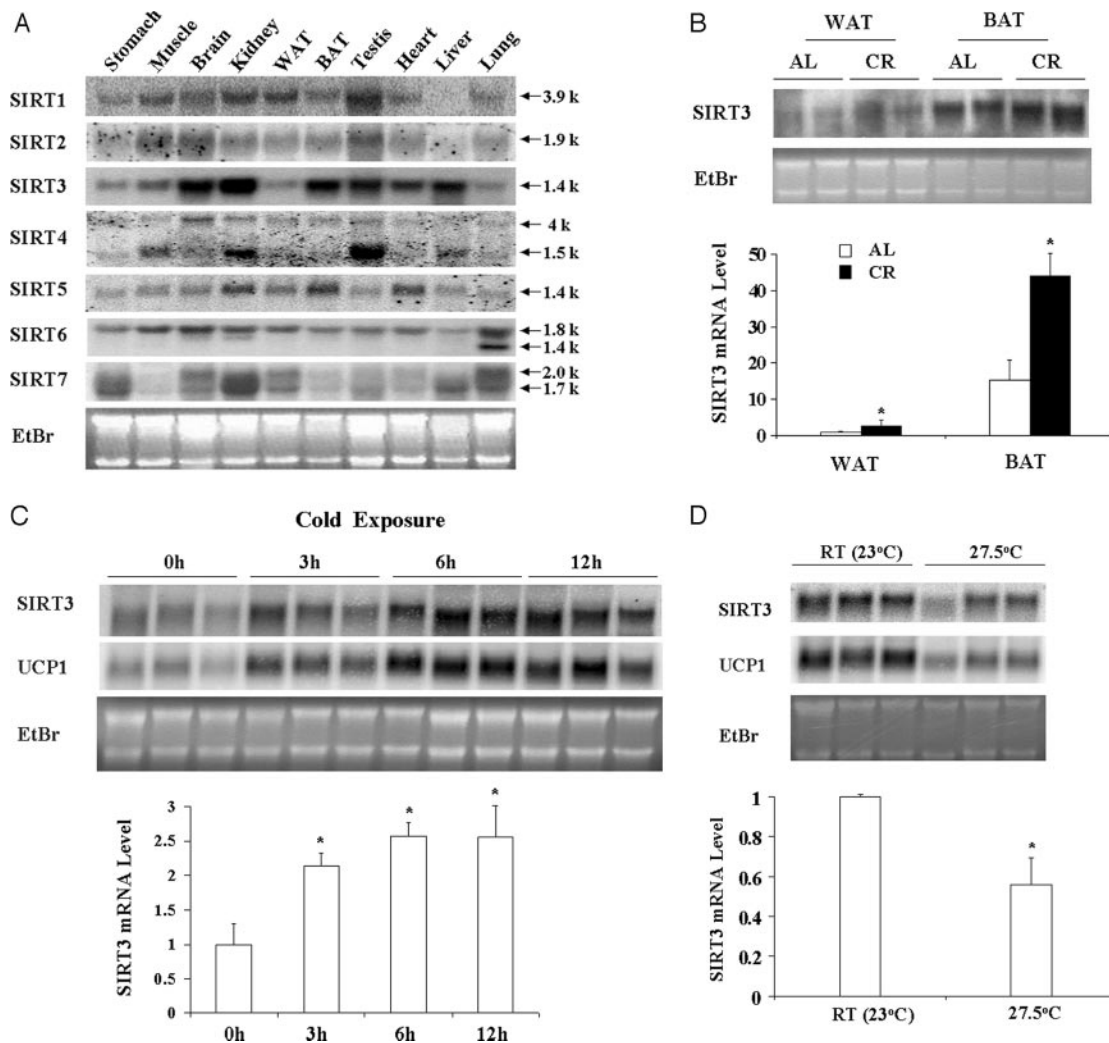 A
Stomach Muscle Brain Kidney WAT BAT Testis Heart Liver Lung
SIRT1
3.9 k
SIRT2
1.9 k
SIRT3
1.4 k
SIRT4
4 k
1.5 k
SIRT5
1.4 k
SIRT6
1.8 k
1.4 k
SIRT7
2.0 k
1.7 k
EtBr
B
WAT BAT
AL CR AL CR
SIRT3
EtBr
AL
CR
SIRT3 mRNA Level
50
40
30
20
10
0
*
*
WAT BAT
C
Cold Exposure
0h 3h 6h 12h
SIRT3
UCP1
EtBr
SIRT3 mRNA Level
3
2.5
2
1.5
1
0.5
0
* * *
0h 3h 6h 12h
D
RT (23°C) 27.5°C
SIRT3
UCP1
EtBr
SIRT3 mRNA Level
1
0.8
0.6
0.4
0.2
0
*
RT (23°C) 27.5°C